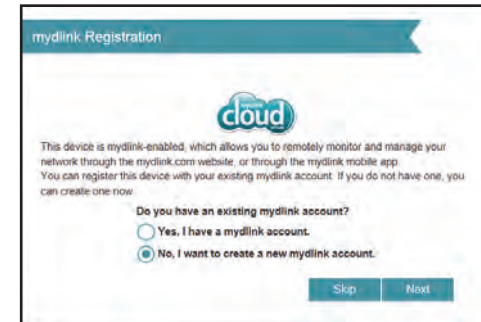 mydlink Registration
cloud
This device is mydlink-enabled, which allows you to remotely monitor and manage your
network through the mydlink.com website, or through the mydlink mobile app.
You can register this device with your existing mydlink account. If you do not have one, you
can create one now.
Do you have an existing mydlink account?
Yes, I have a mydlink account.
No, I want to create a new mydlink account.
Skip Next